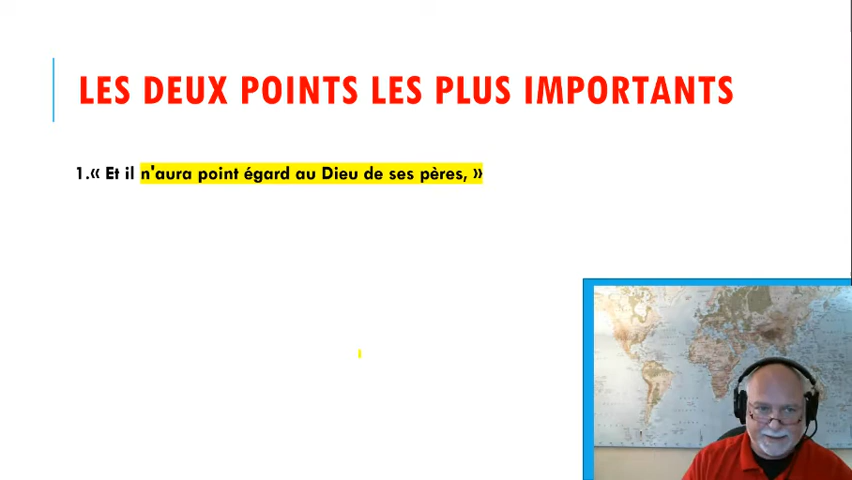 LES DEUX POINTS LES PLUS IMPORTANTS
1.« Et il n'aura point égard au Dieu de ses pères, »